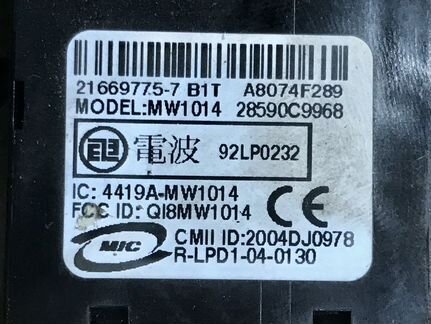 21669775-7 B1T A8074F289
MODEL:MW1014 28590C9968
電波 92LP0232
IC: 4419A-MW1014
FCC ID: QI8MW1014
MIC
CMII ID:2004DJ0978
R-LPD1-04-0130
CE